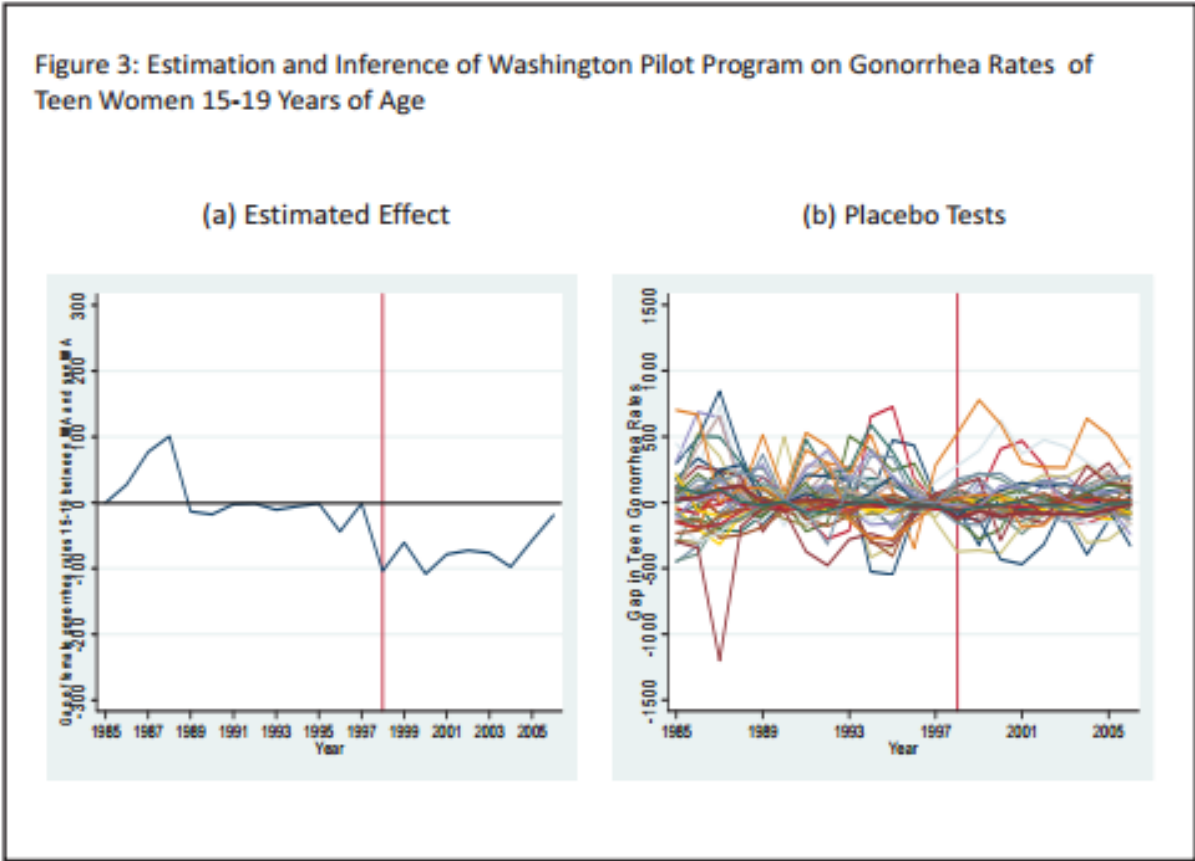 Figure 3: Estimation and Inference of Washington Pilot Program on Gonorrhea Rates of
Teen Women 15-19 Years of Age
(a) Estimated Effect
(b) Placebo Tests
300
200
100
0
-100
-200
-300
1985 1987 1989 1991 1993 1995 1997 1999 2001 2003 2005
Year
Gap in Teen Gonorrhea Rates
1500
1000
500
0
-500
-1000
-1500
1985 1989 1993 1997 2001 2005
Year